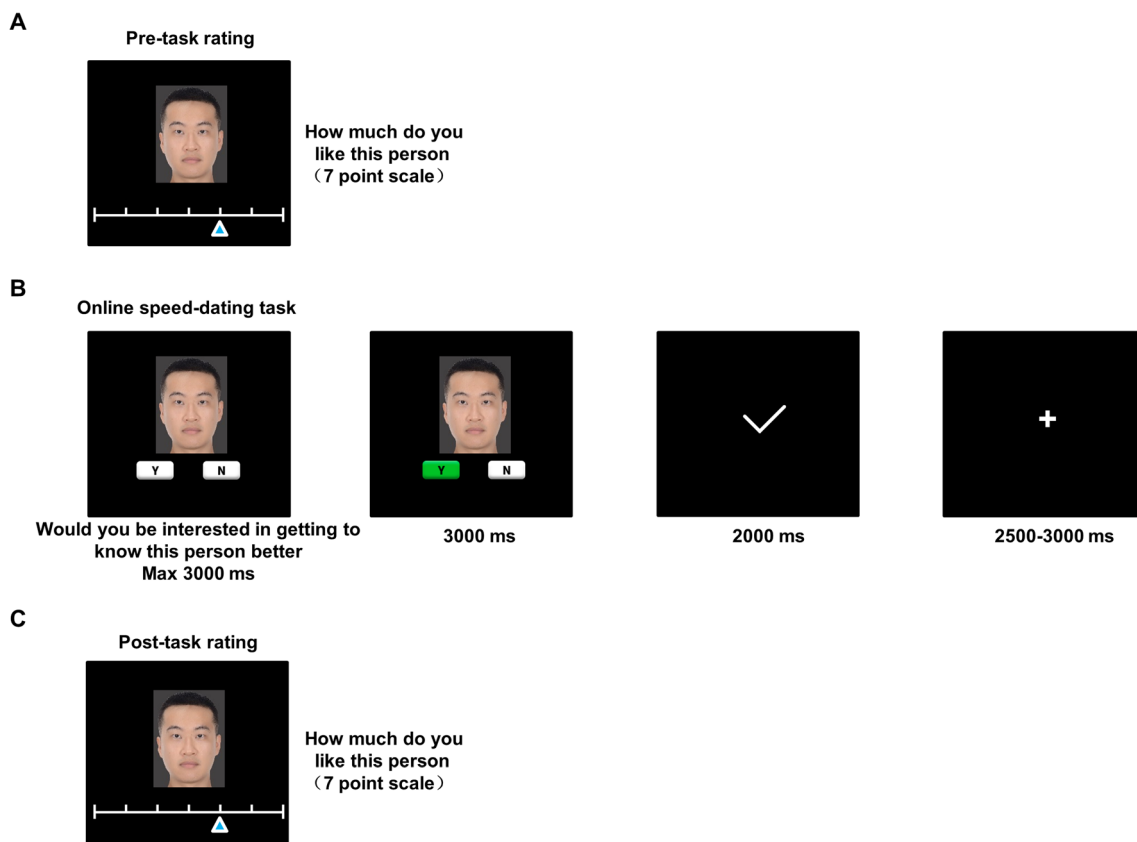 A
Pre-task rating
How much do you
like this person
（7 point scale）
B
Online speed-dating task
Y N
Y N
Would you be interested in getting to
know this person better
Max 3000 ms
3000 ms
2000 ms
2500-3000 ms
C
Post-task rating
How much do you
like this person
（7 point scale）